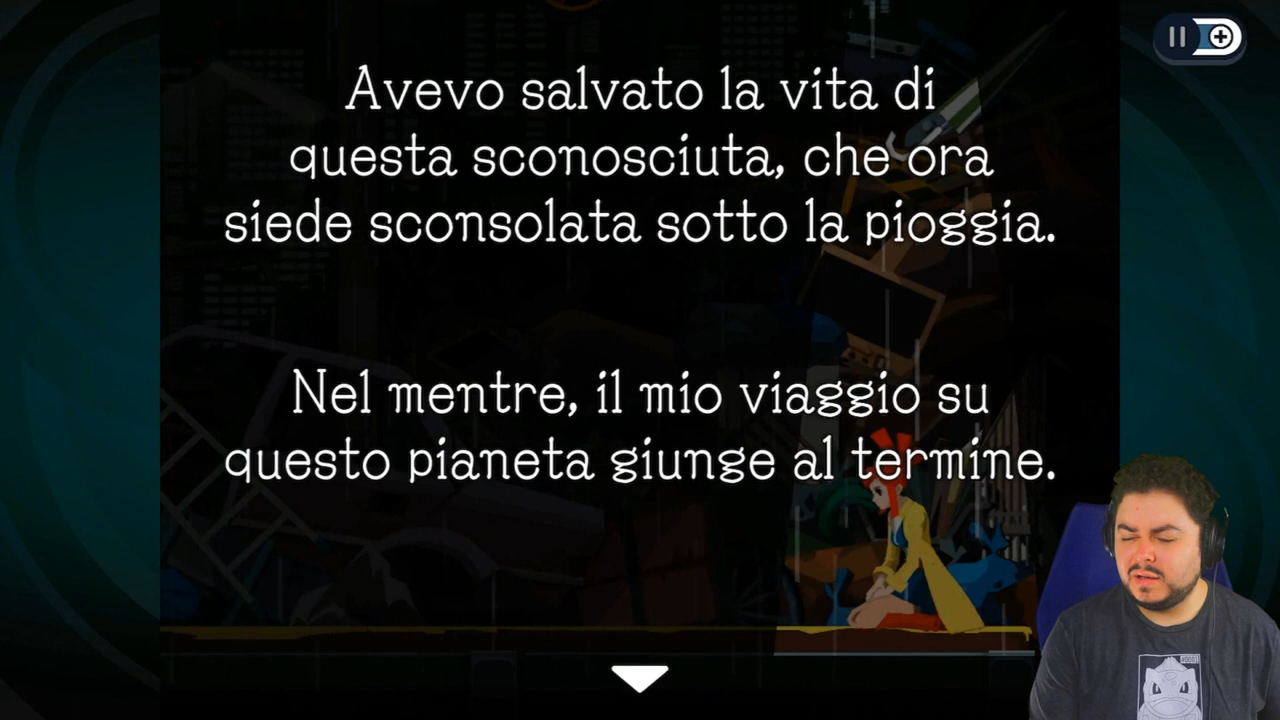 Avevo salvato la vita di
questa sconosciuta, che ora
siede sconsolata sotto la pioggia.
Nel mentre, il mio viaggio su
questo pianeta giunge al termine.